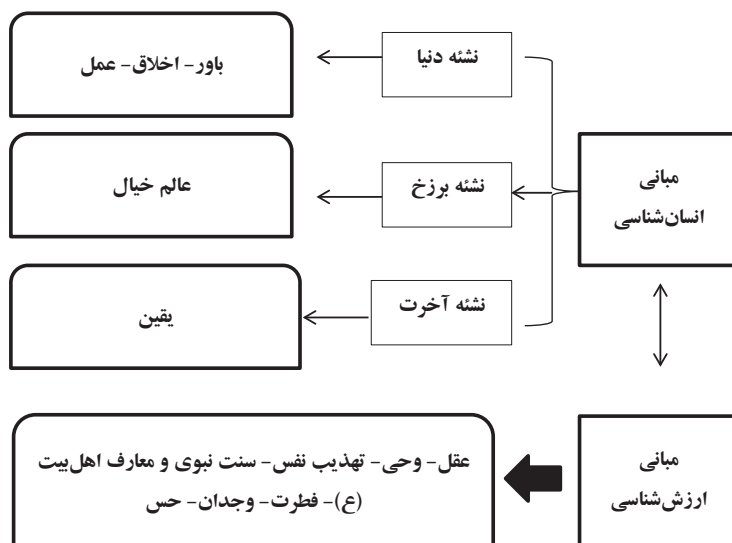 مبانی
انسان‌شناسی
نشئه دنیا
باور- اخلاق- عمل
نشئه برزخ
عالم خیال
نشئه آخرت
یقین
مبانی
ارزش‌شناسی
عقل- وحی- تهذیب نفس- سنت نبوی و معارف اهل‌بیت
(ع)- فطرت- وجدان- حس